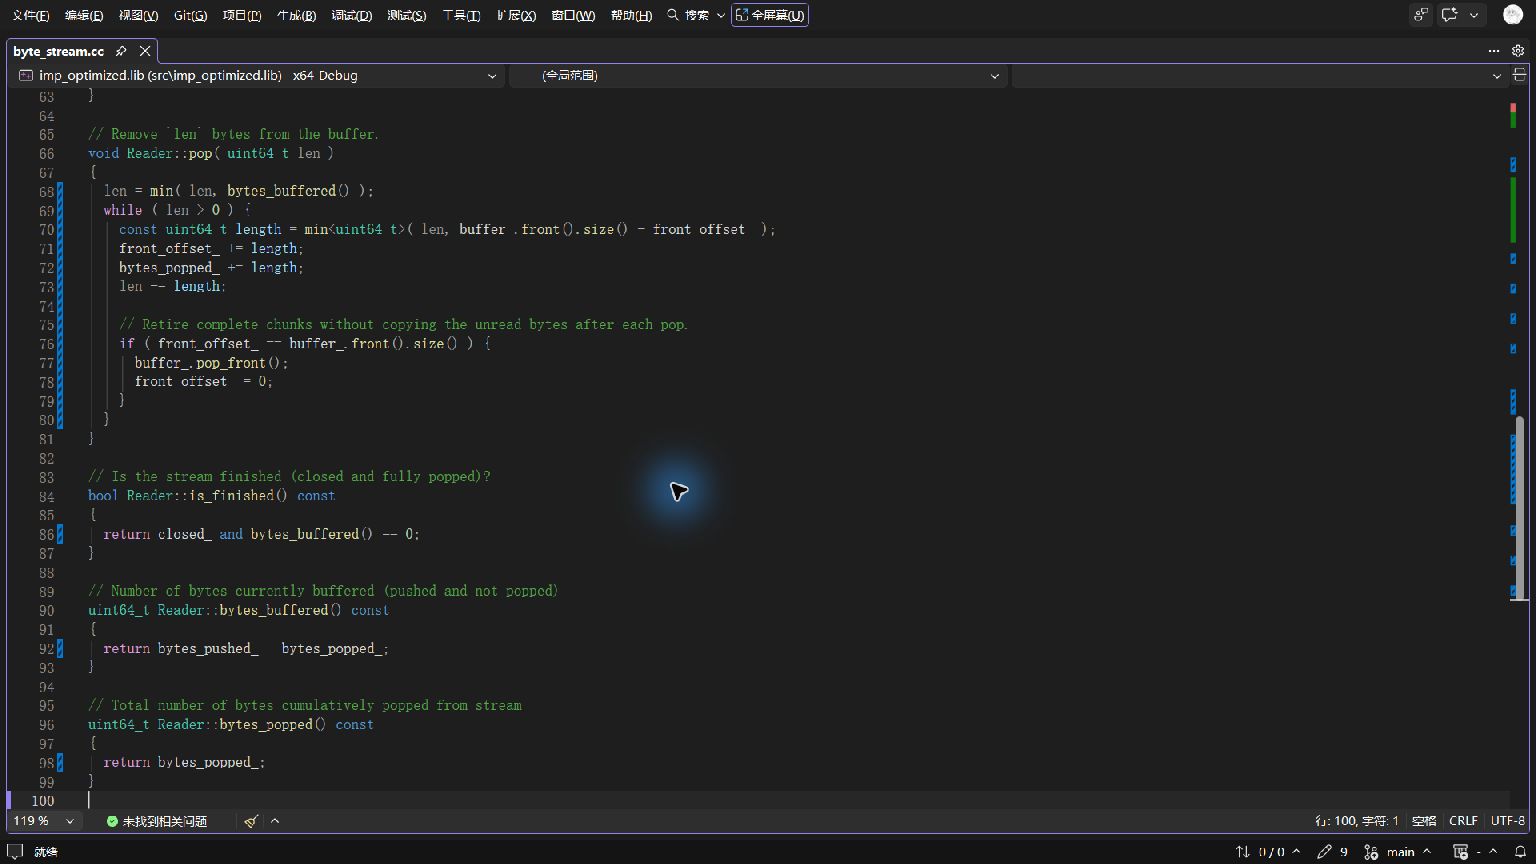 文件(F) 编辑(E) 视图(V) Git(G) 项目(P) 生成(B) 调试(D) 测试(S) 工具(T) 扩展(X) 窗口(W) 帮助(H) 搜索 全屏幕(U)
byte_stream.cc
imp_optimized.lib (src\imp_optimized.lib) x64 Debug (全局范围)
63 }
64
65 // Remove `len` bytes from the buffer.
66 void Reader::pop( uint64_t len )
67 {
68 len = min( len, bytes_buffered() );
69 while ( len > 0 ) {
70 const uint64_t length = min<uint64_t>( len, buffer_.front().size() - front_offset_ );
71 front_offset_ += length;
72 bytes_popped_ += length;
73 len -= length;
74
75 // Retire complete chunks without copying the unread bytes after each pop.
76 if ( front_offset_ == buffer_.front().size() ) {
77 buffer_.pop_front();
78 front_offset_ = 0;
79 }
80 }
81 }
82
83 // Is the stream finished (closed and fully popped)?
84 bool Reader::is_finished() const
85 {
86 return closed_ and bytes_buffered() == 0;
87 }
88
89 // Number of bytes currently buffered (pushed and not popped)
90 uint64_t Reader::bytes_buffered() const
91 {
92 return bytes_pushed_ - bytes_popped_;
93 }
94
95 // Total number of bytes cumulatively popped from stream
96 uint64_t Reader::bytes_popped() const
97 {
98 return bytes_popped_;
99 }
100
119 % 未找到相关问题 行: 100, 字符: 1 空格 CRLF UTF-8
就绪 0 / 0 9 main -